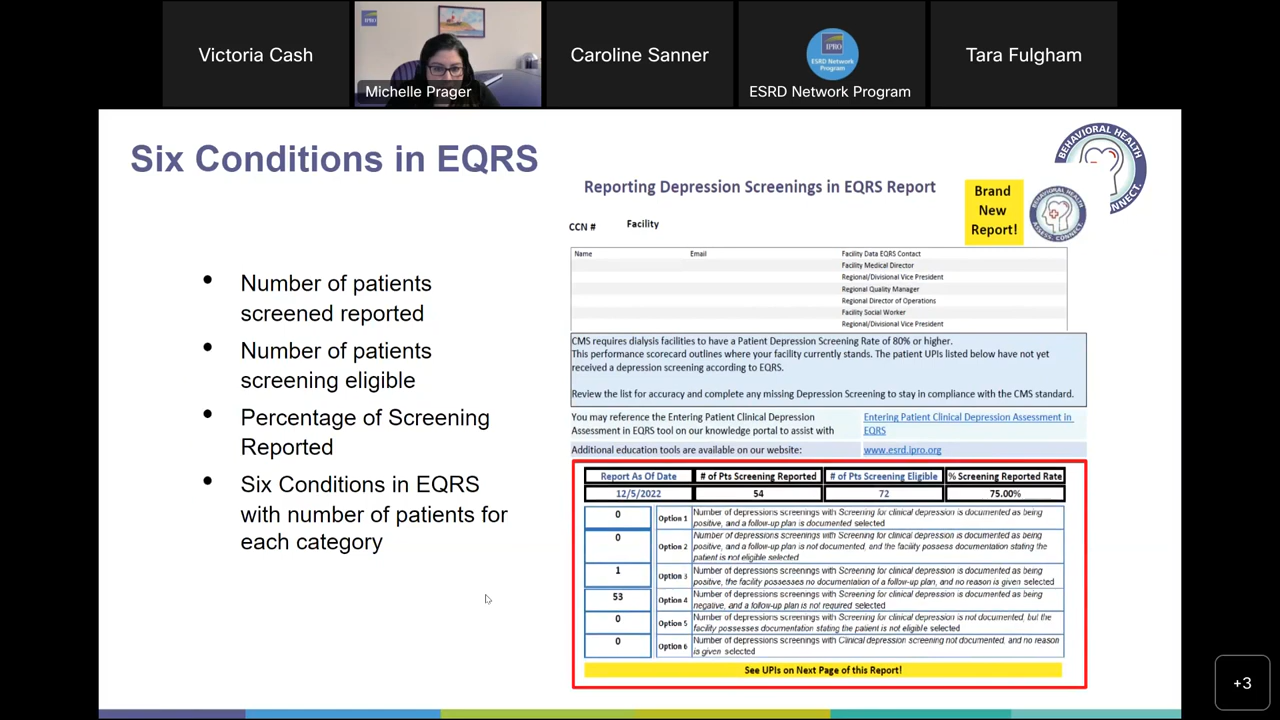 Victoria Cash
IPRO
Michelle Prager
Caroline Sanner
IPRO
ESRD Network
Program
ESRD Network Program
Tara Fulgham
Six Conditions in EQRS
BEHAVIORAL HEALTH
Reporting Depression Screenings in EQRS Report
Brand
New
Report!
BEHAVIORAL HEALTH
ASSESS. CONNECT.
CCN #
Facility
Name Email Facility Data EQRS Contact
Facility Medical Director
Regional/Divisional Vice President
Regional Quality Manager
Regional Director of Operations
Facility Social Worker
Regional/Divisional Vice President
• Number of patients
screened reported
• Number of patients
screening eligible
• Percentage of Screening
Reported
• Six Conditions in EQRS
with number of patients for
each category
CMS requires dialysis facilities to have a Patient Depression Screening Rate of 80% or higher.
This performance scorecard outlines where your facility currently stands. The patient UPIs listed below have not yet
received a depression screening according to EQRS.
Review the list for accuracy and complete any missing Depression Screening to stay in compliance with the CMS standard.
You may reference the Entering Patient Clinical Depression
Assessment in EQRS tool on our knowledge portal to assist with
Entering Patient Clinical Depression Assessment in
EQRS
Additional education tools are available on our website: www.esrd.ipro.org
Report As Of Date # of Pts Screening Reported # of Pts Screening Eligible % Screening Reported Rate
12/5/2022 54 72 75.00%
0 Option 1 Number of depressions screenings with Screening for clinical depression is documented as being
positive, and a follow-up plan is documented selected
0 Option 2 Number of depressions screenings with Screening for clinical depression is documented as being
positive, and a follow-up plan is not documented, and the facility possess documentation stating the
patient is not eligible selected
1 Option 3 Number of depressions screenings with Screening for clinical depression is documented as being
positive, the facility possesses no documentation of a follow-up plan, and no reason is given selected
53 Option 4 Number of depressions screenings with Screening for clinical depression is documented as being
negative, and a follow-up plan is not required selected
0 Option 5 Number of depressions screenings with Screening for clinical depression is not documented, but the
facility possesses documentation stating the patient is not eligible selected
0 Option 6 Number of depressions screenings with Clinical depression screening not documented, and no reason
is given selected
See UPIs on Next Page of this Report!
+3